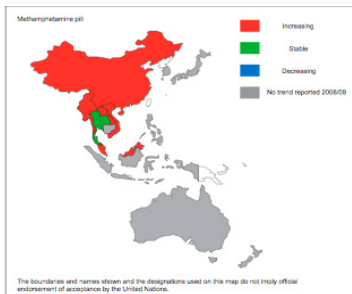 Methamphetamine pill
Increasing
Stable
Decreasing
No trend reported 2008/09
The boundaries and names shown and the designations used on this map do not imply official
endorsement of acceptance by the United Nations.